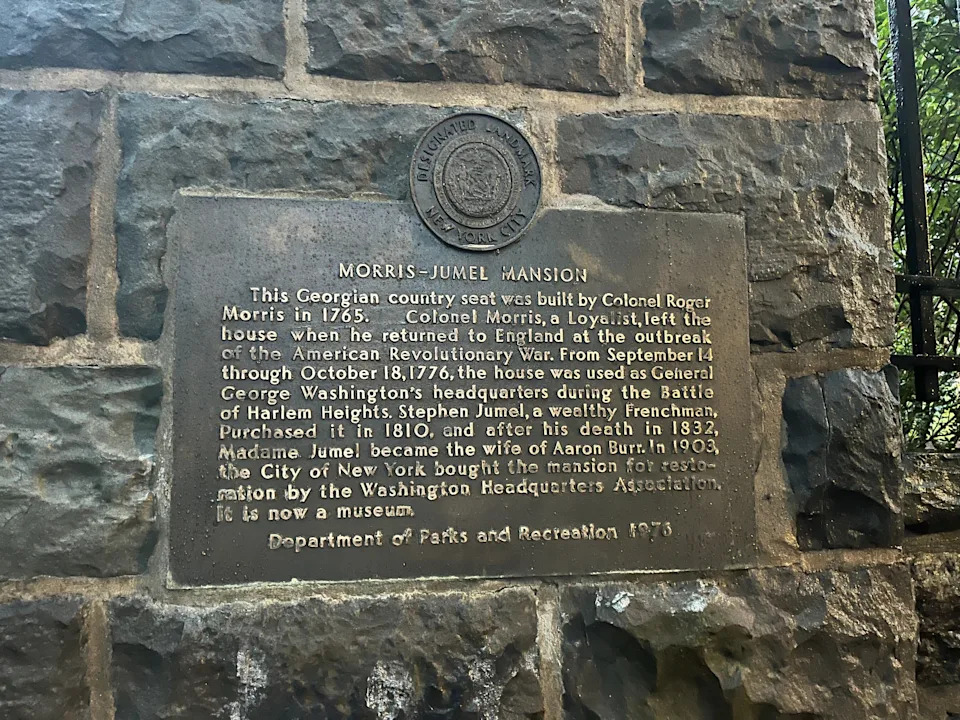 DESIGNATED LANDMARK
NEW YORK CITY
MORRIS-JUMEL MANSION
This Georgian country seat was built by Colonel Roger
Morris in 1765. Colonel Morris, a Loyalist, left the
house when he returned to England at the outbreak
of the American Revolutionary War. From September 14
through October 18, 1776, the house was used as General
George Washington's headquarters during the Battle
of Harlem Heights. Stephen Jumel, a wealthy Frenchman,
Purchased it in 1810, and after his death in 1832,
Madame Jumel became the wife of Aaron Burr. In 1903,
the City of New York bought the mansion for resto-
ration by the Washington Headquarters Association.
It is now a museum.
Department of Parks and Recreation 1976